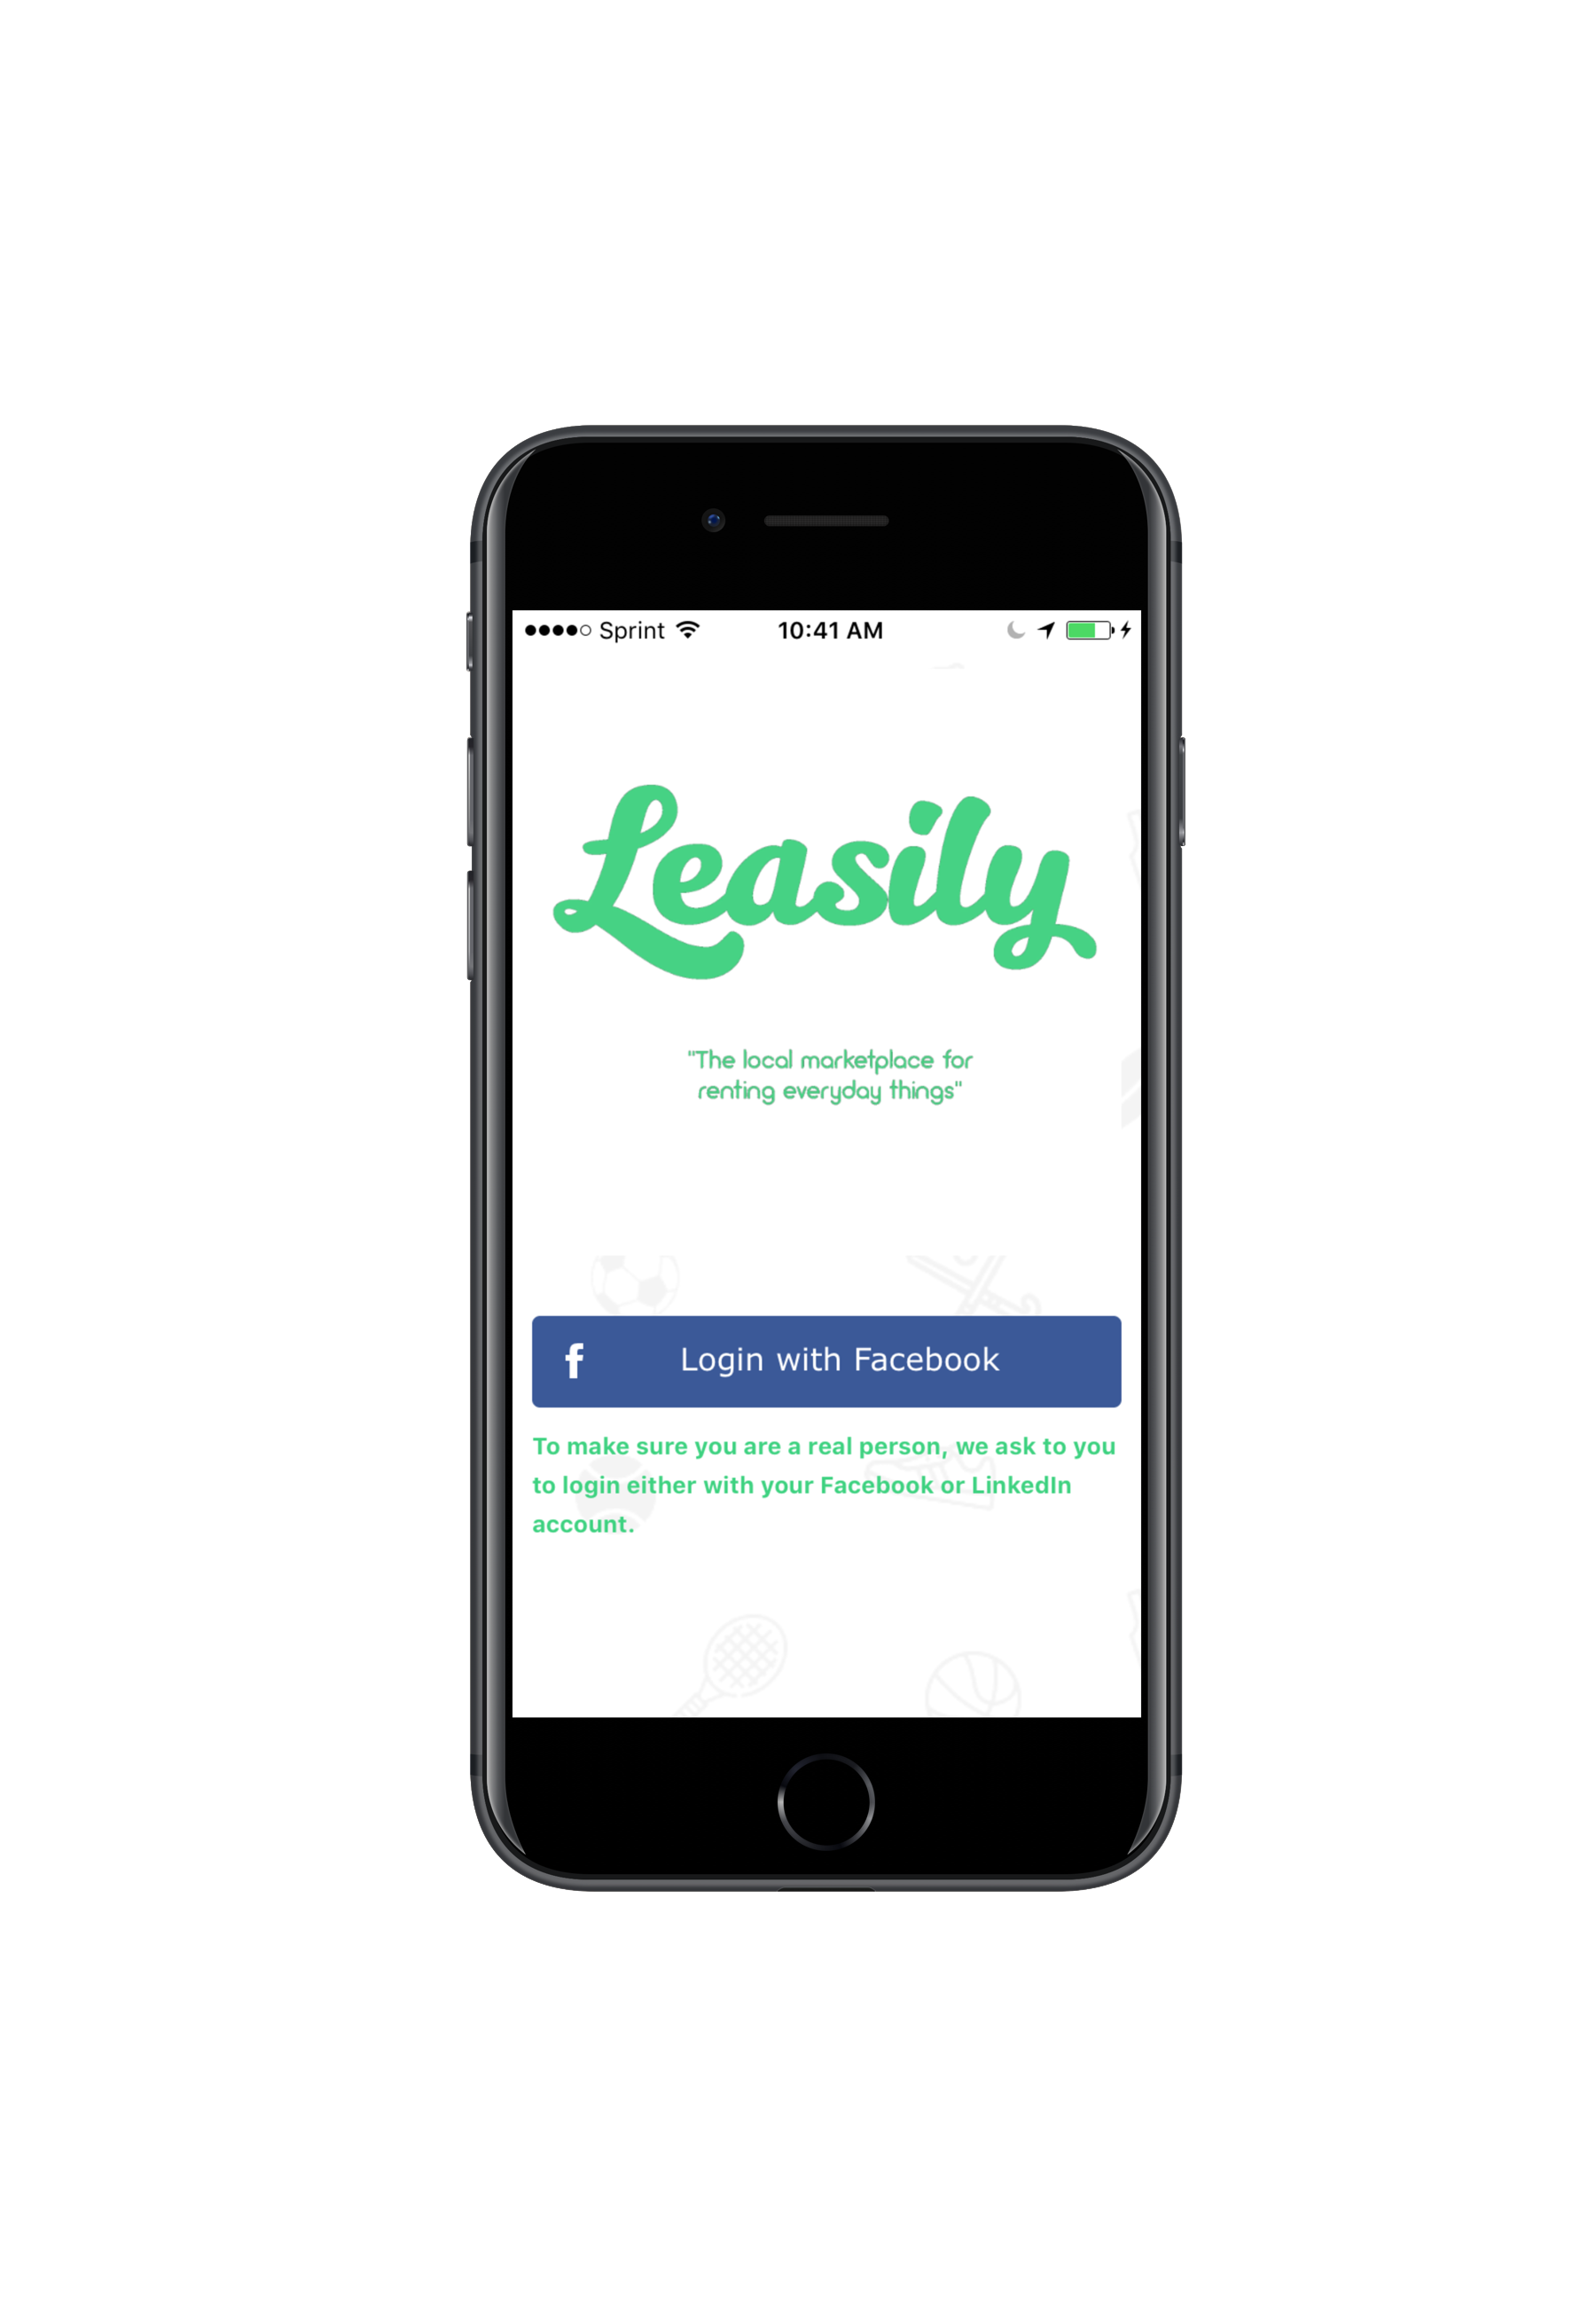 Sprint 10:41 AM
Leasily
"The local marketplace for
renting everyday things"
f Login with Facebook
To make sure you are a real person, we ask to you
to login either with your Facebook or LinkedIn
account.